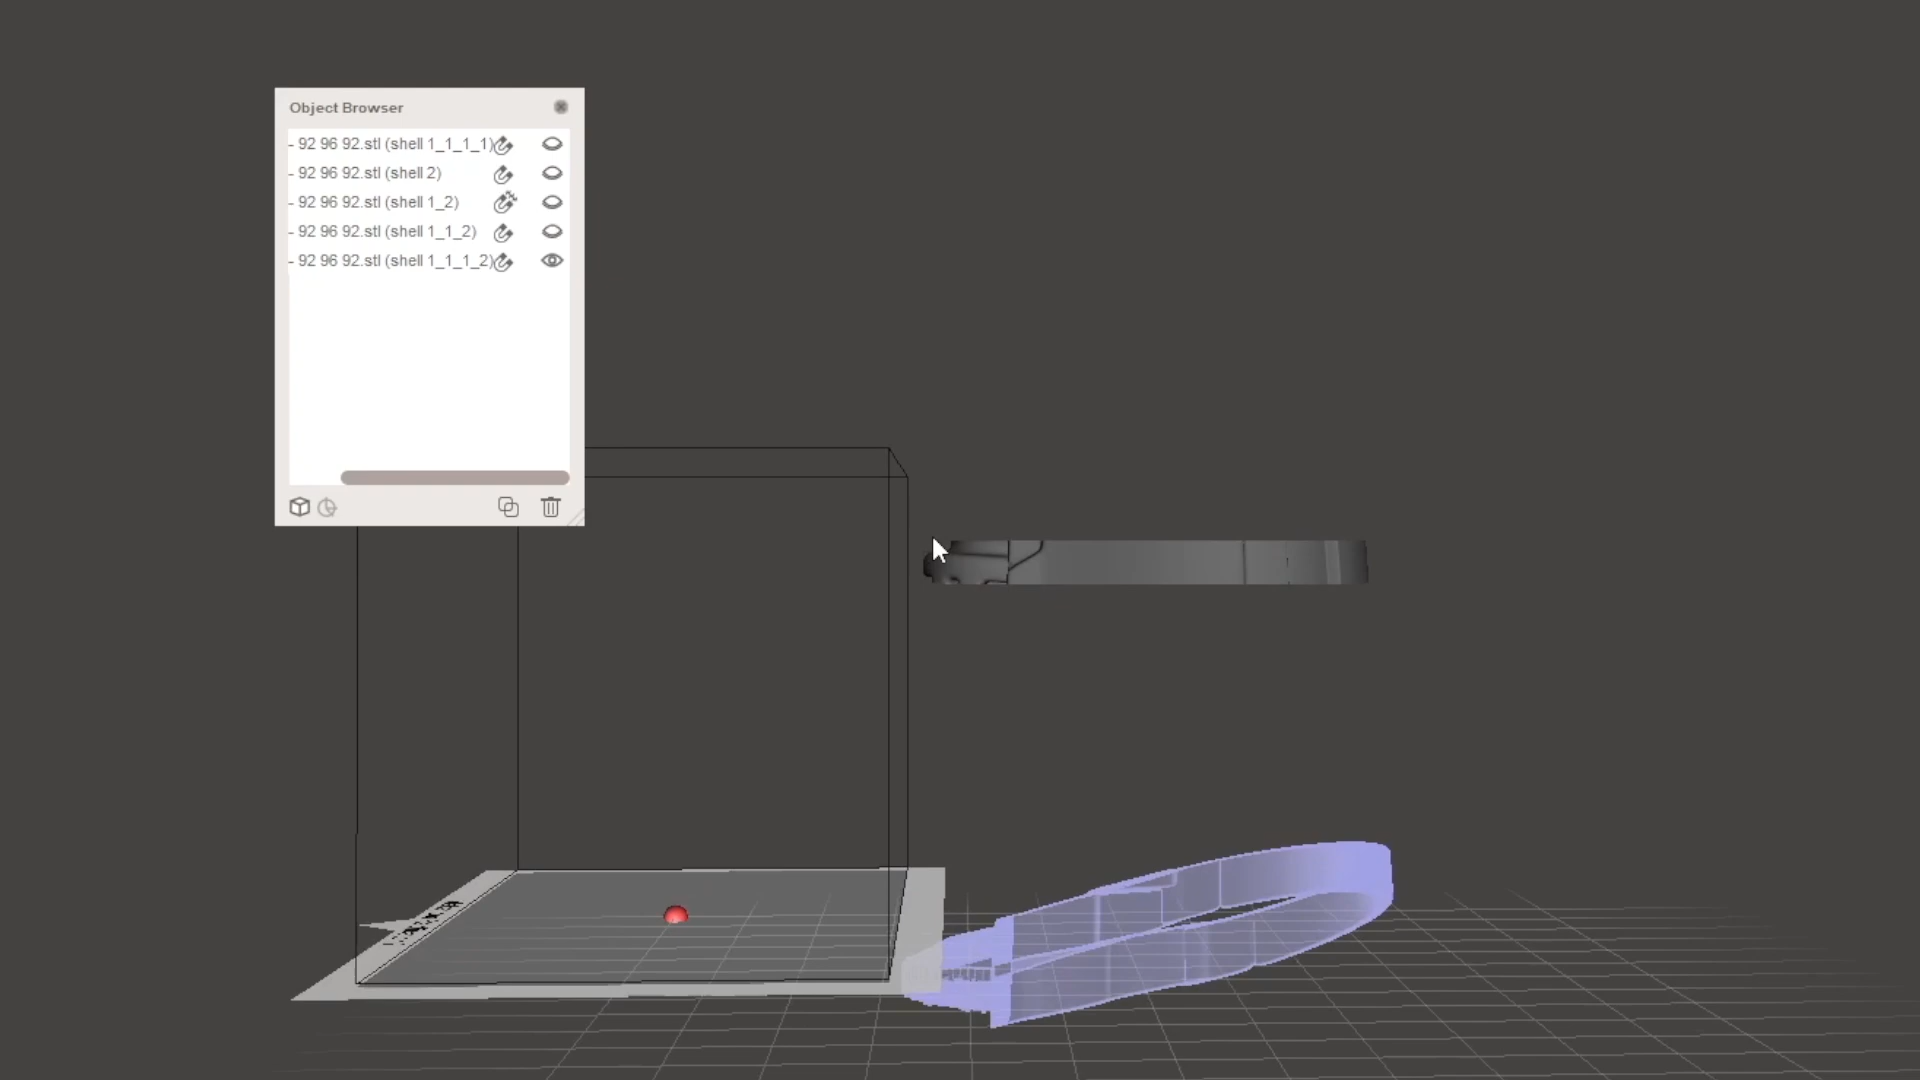 Object Browser
- 92 96 92.stl (shell 1_1_1_1)
- 92 96 92.stl (shell 2)
- 92 96 92.stl (shell 1_2)
- 92 96 92.stl (shell 1_1_2)
- 92 96 92.stl (shell 1_1_1_2)